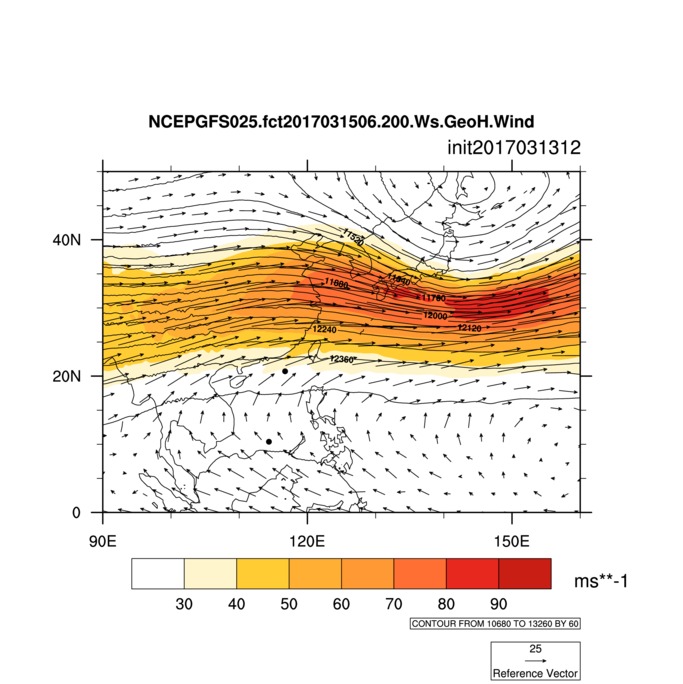 NCEPGFS025.fct2017031506.200.Ws.GeoH.Wind
init2017031312
40N
20N
0
11520
11880
11760
12000
12240
12120
12360
90E 120E 150E
30 40 50 60 70 80 90
ms**-1
CONTOUR FROM 10680 TO 13260 BY 60
25
Reference Vector